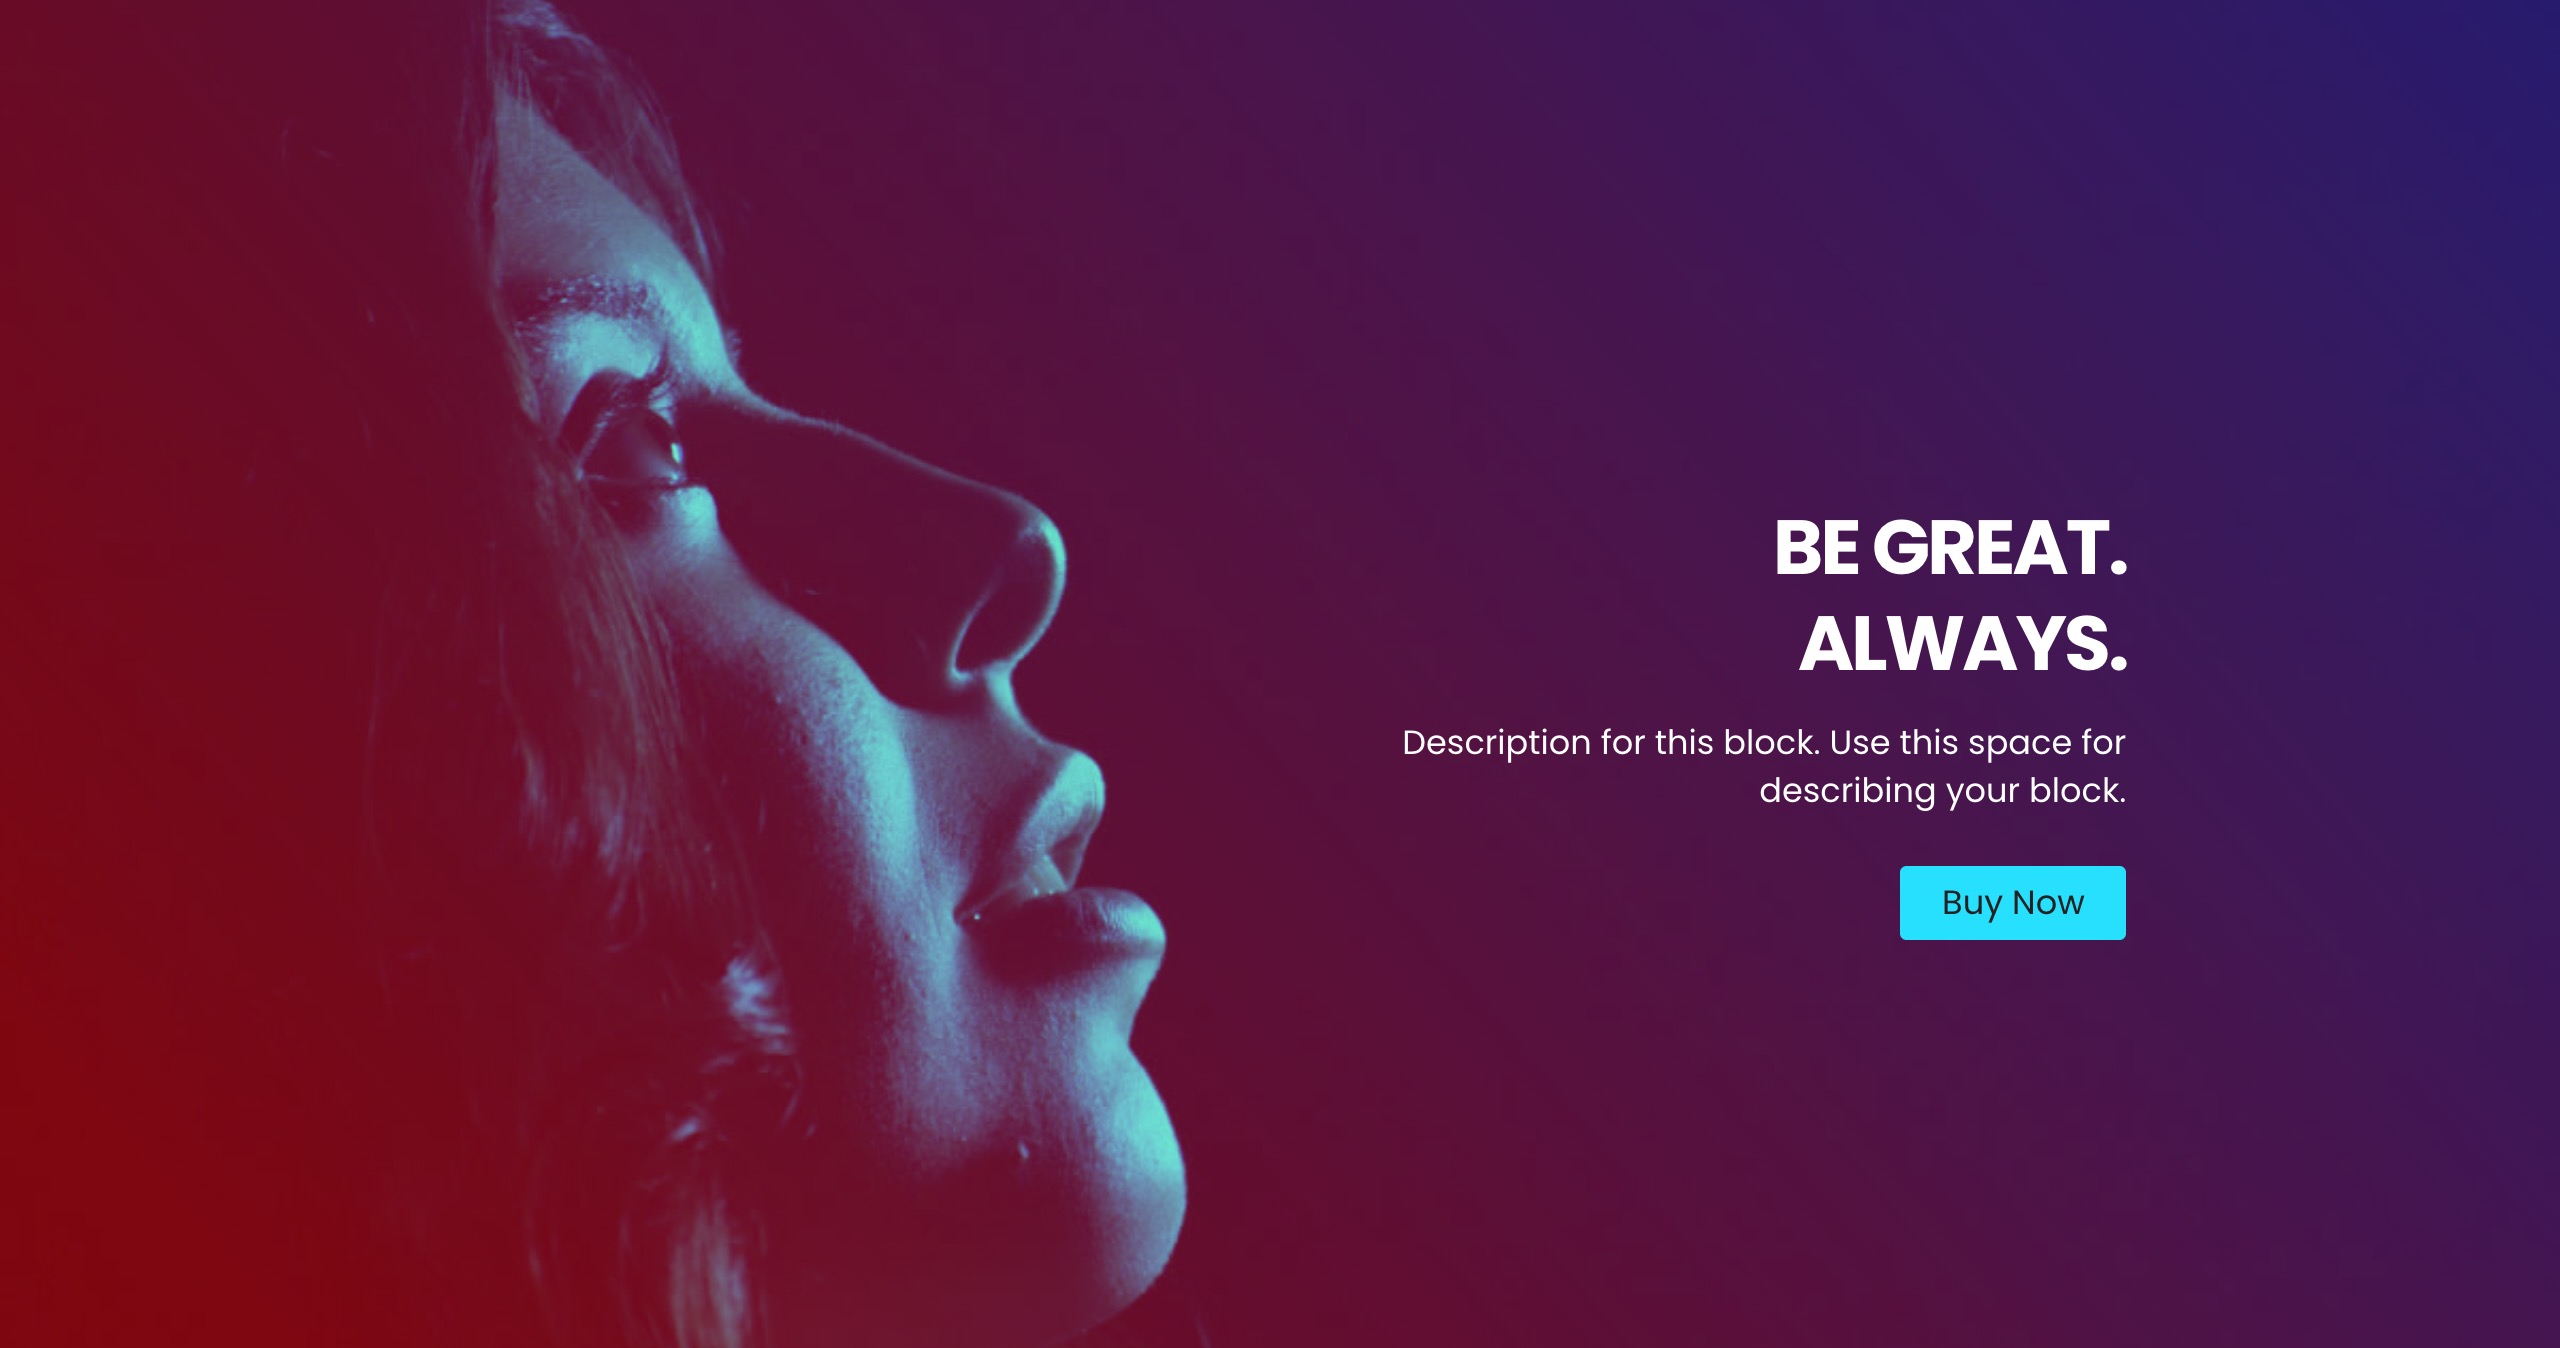 BE GREAT.
ALWAYS.
Description for this block. Use this space for
describing your block.
Buy Now